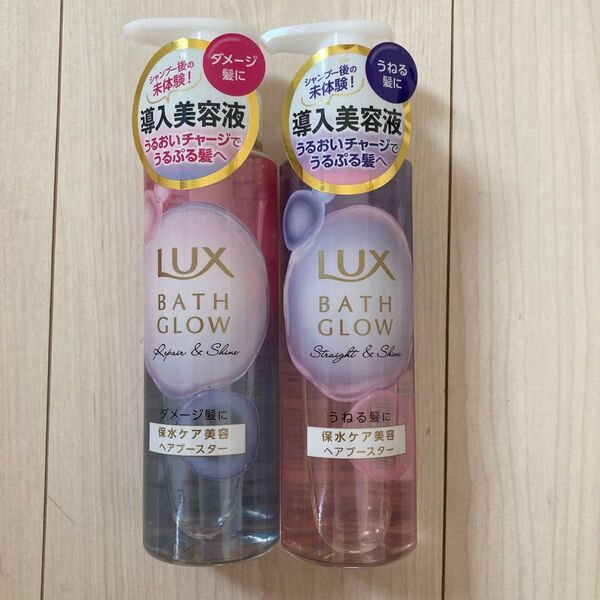 シャンプー後の
未体験!
ダメージ
髪に
導入美容液
うるおいチャージで
うるぷる髪へ
LUX
BATH
GLOW
Repair & Shine
ダメージ髪に
保水ケア美容
ヘアブースター
シャンプー後の
未体験!
うねる
髪に
導入美容液
うるおいチャージで
うるぷる髪へ
LUX
BATH
GLOW
Straight & Shine
うねる髪に
保水ケア美容
ヘアブースター